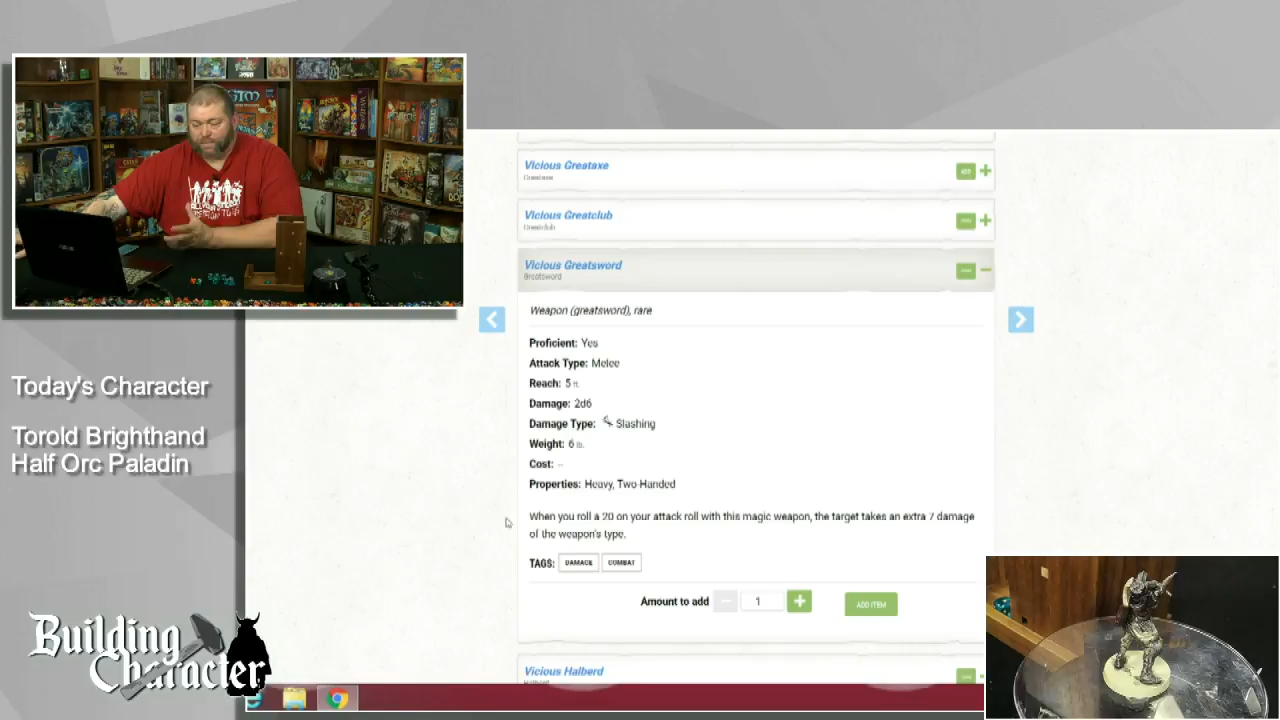 Vicious Greataxe
Greataxe
ADD
Vicious Greatclub
Greatclub
Vicious Greatsword
Greatsword
Weapon (greatsword), rare
Proficient: Yes
Attack Type: Melee
Reach: 5 ft.
Damage: 2d6
Damage Type: Slashing
Weight: 6 lb.
Cost: --
Properties: Heavy, Two-Handed
When you roll a 20 on your attack roll with this magic weapon, the target takes an extra 7 damage
of the weapon's type.
TAGS: DAMAGE COMBAT
Amount to add 1 ADD ITEM
Vicious Halberd
Today's Character
Torold Brighthand
Half Orc Paladin
Building
Character